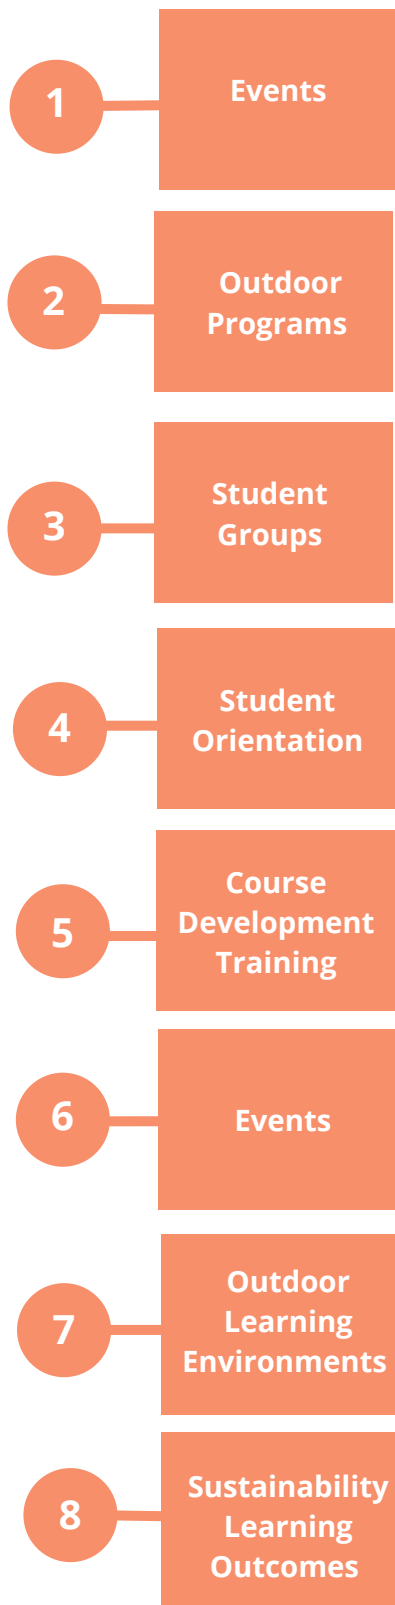 1
Events
2
Outdoor
Programs
3
Student
Groups
4
Student
Orientation
5
Course
Development
Training
6
Events
7
Outdoor
Learning
Environments
8
Sustainability
Learning
Outcomes